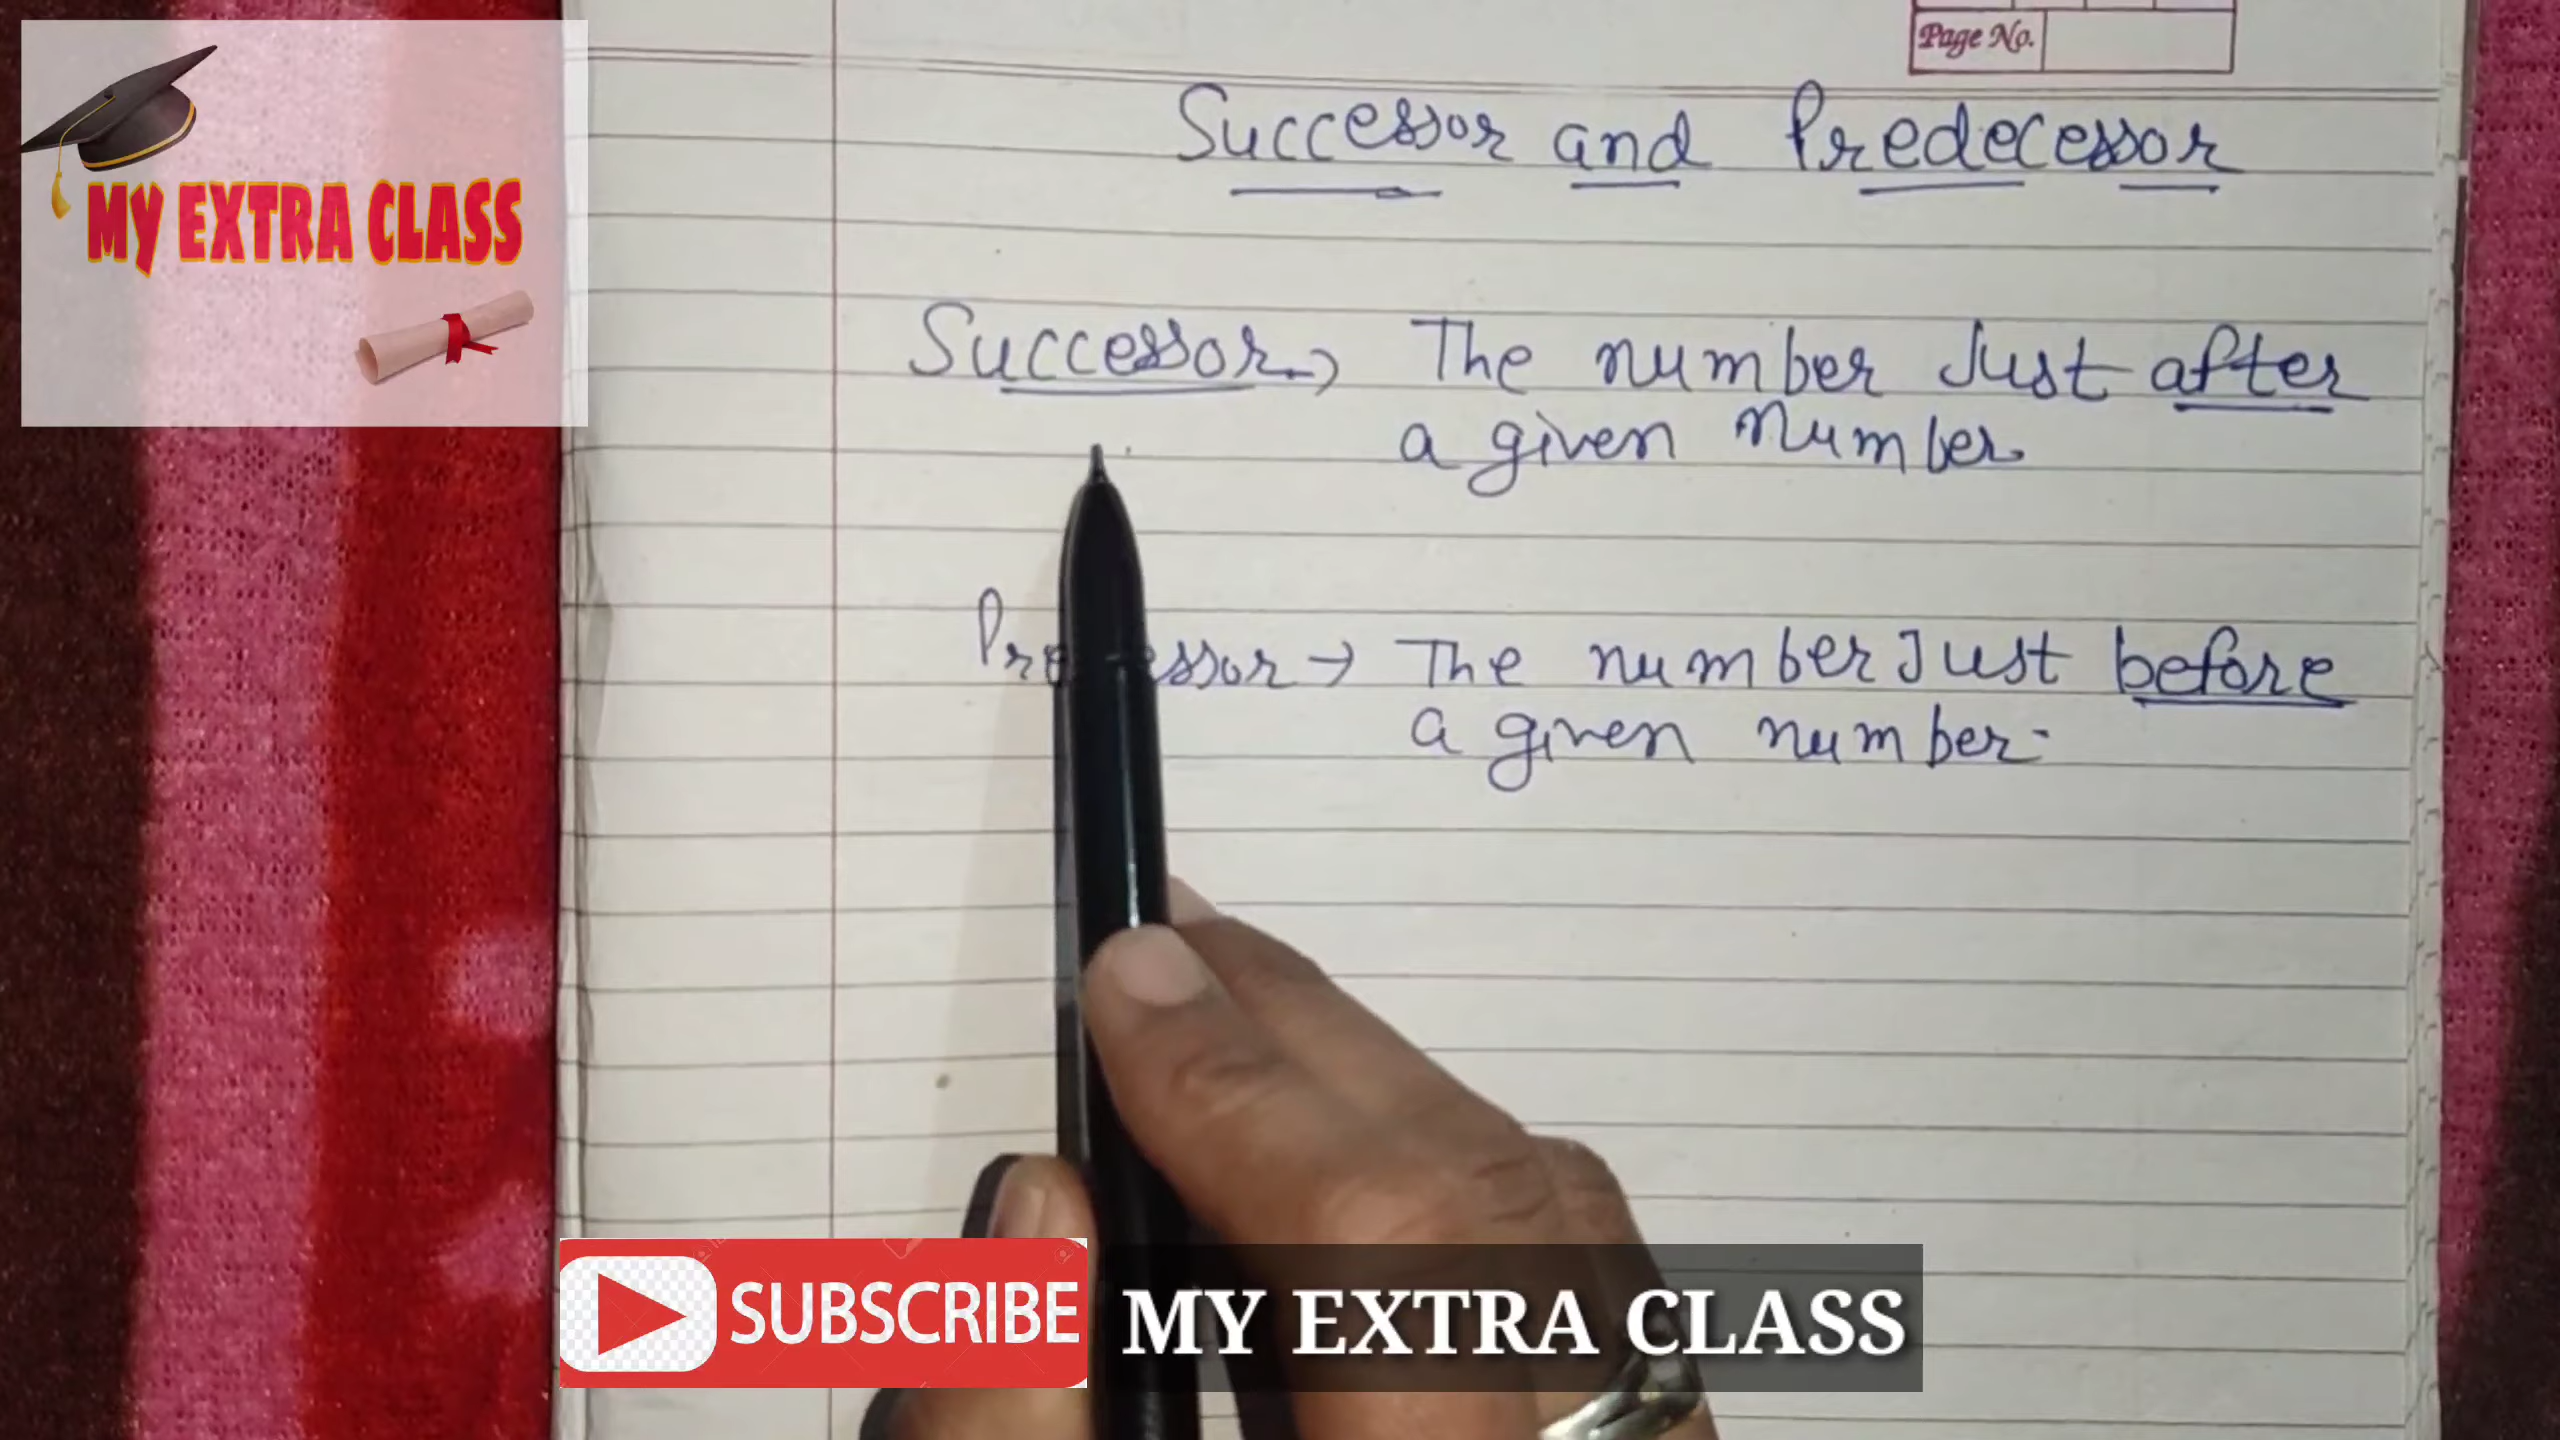 MY EXTRA CLASS
Page No.
Successor and Predecessor
Successor → The number Just after
a given Number.
→ The number Just before
a given number.
SUBSCRIBE
MY EXTRA CLASS